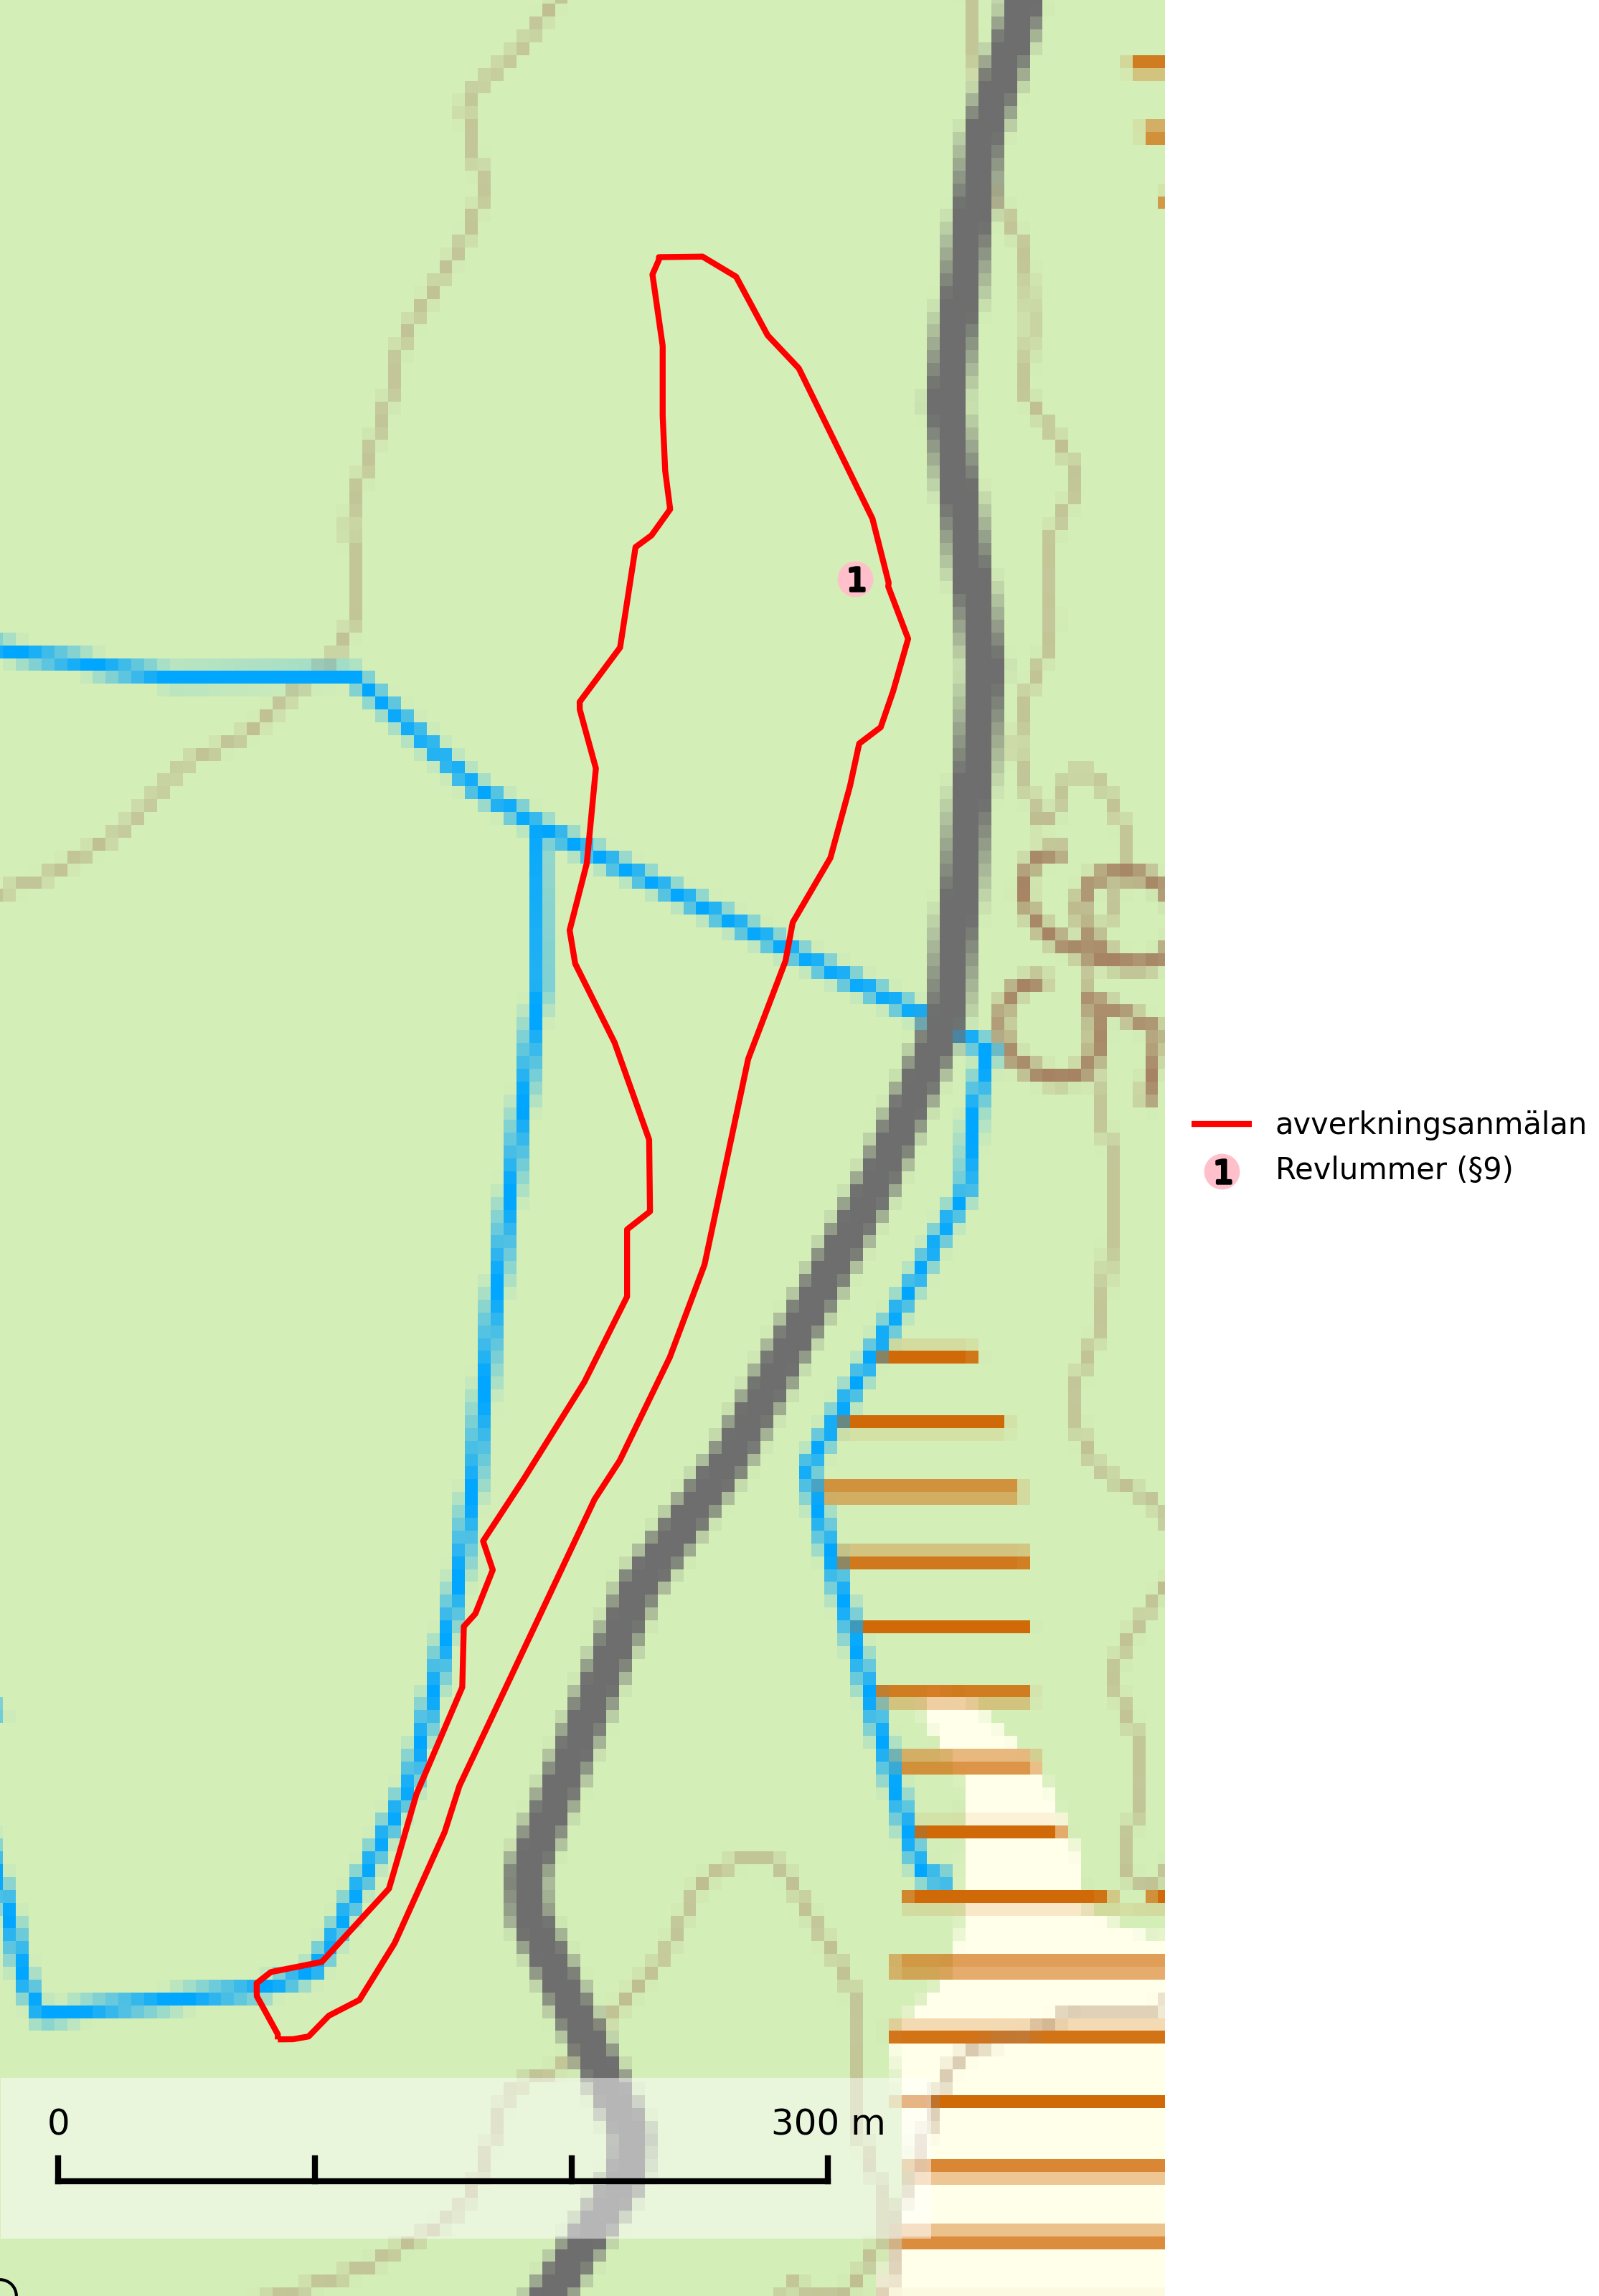 1
avverkningsanmälan
1 Revlummer (§9)
0 300 m